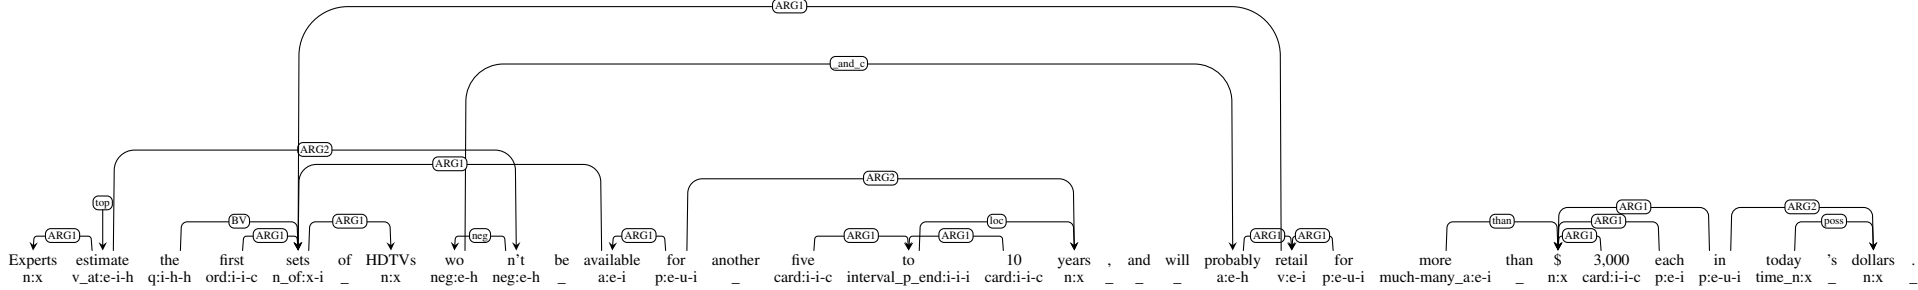 ARG1
_and_c
ARG2
ARG1
ARG2
top
than ARG1 ARG2
BV ARG1 loc ARG1 poss
ARG1 ARG1 neg ARG1 ARG1 ARG1 ARG1 ARG1 ARG1
Experts estimate the first sets of HDTVs wo n't be available for another five to 10 years , and will probably retail for more than $ 3,000 each in today 's dollars .
n:x v_at:e-i-h q:i-h-h ord:i-i-c n_of:x-i _ n:x neg:e-h neg:e-h _ a:e-i p:e-u-i _ card:i-i-c interval_p_end:i-i-i card:i-i-c n:x _ _ _ a:e-h v:e-i p:e-u-i much-many_a:e-i _ n:x card:i-i-c p:e-i p:e-u-i time_n:x _ n:x _